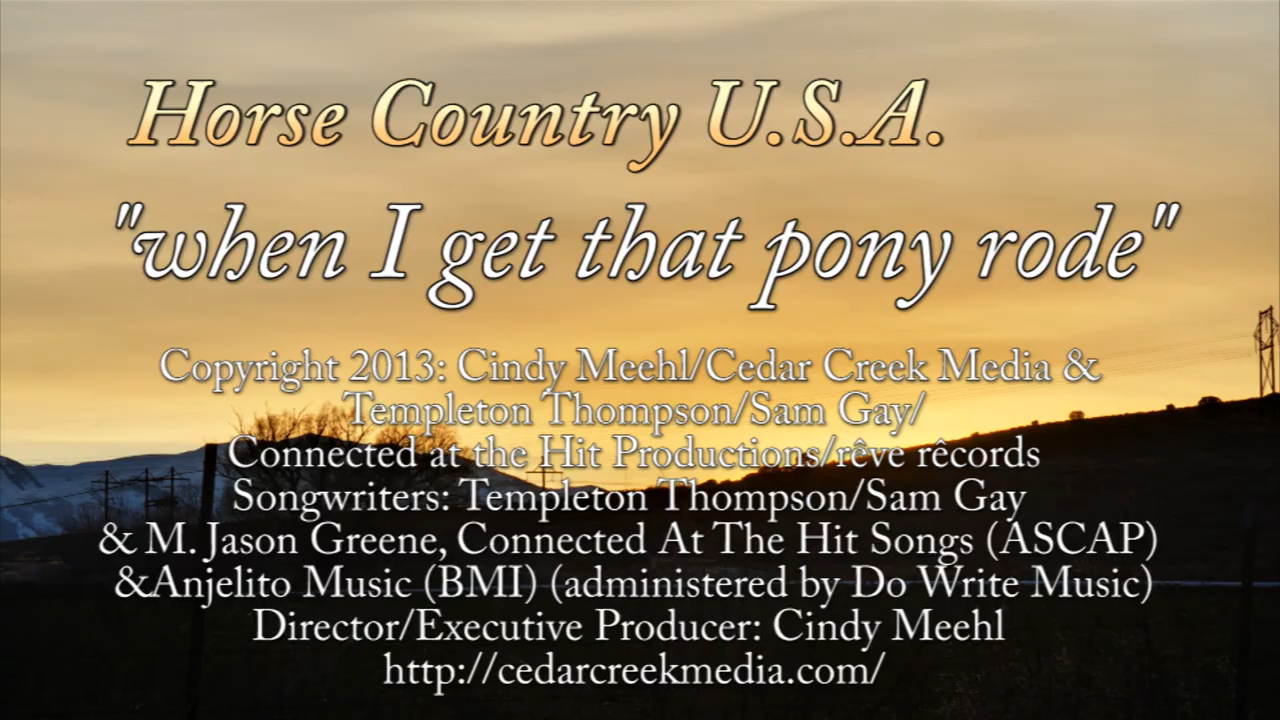 Horse Country U.S.A.
"when I get that pony rode"
Copyright 2013: Cindy Meehl/Cedar Creek Media &
Templeton Thompson/Sam Gay/
Connected at the Hit Productions/rêve rêcords
Songwriters: Templeton Thompson/Sam Gay
& M. Jason Greene, Connected At The Hit Songs (ASCAP)
&Anjelito Music (BMI) (administered by Do Write Music)
Director/Executive Producer: Cindy Meehl
http://cedarcreekmedia.com/